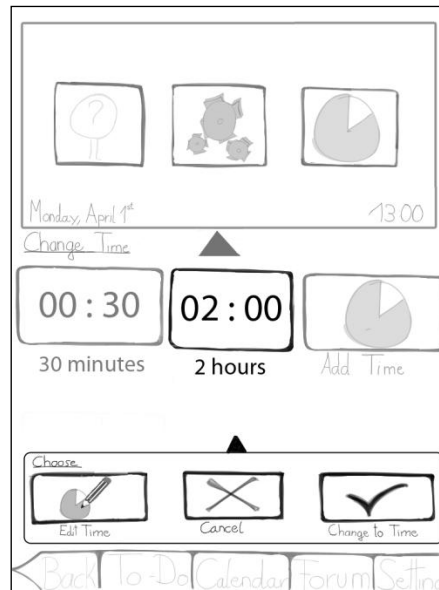 ?
Monday, April 1st 13:00
Change Time
00 : 30 02 : 00
30 minutes 2 hours Add Time
Choose
Edit Time Cancel Change to Time
Back To-Do Calendar Forum Settin